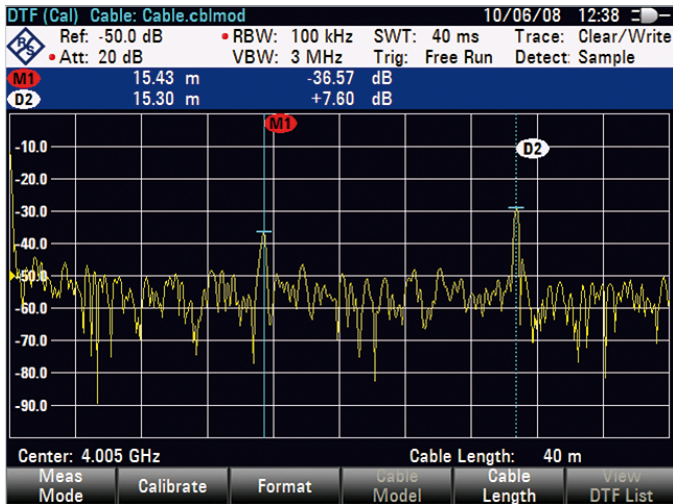 DTF (Cal) Cable: Cable.cblmod 10/06/08 12:38
Ref: -50.0 dB RBW: 100 kHz SWT: 40 ms Trace: Clear/Write
Att: 20 dB VBW: 3 MHz Trig: Free Run Detect: Sample
M1 15.43 m -36.57 dB
D2 15.30 m +7.60 dB
M1
D2
-10.0
-20.0
-30.0
-40.0
-50.0
-60.0
-70.0
-80.0
-90.0
Center: 4.005 GHz Cable Length: 40 m
Meas Mode Calibrate Format Cable Model Cable Length View DTF List